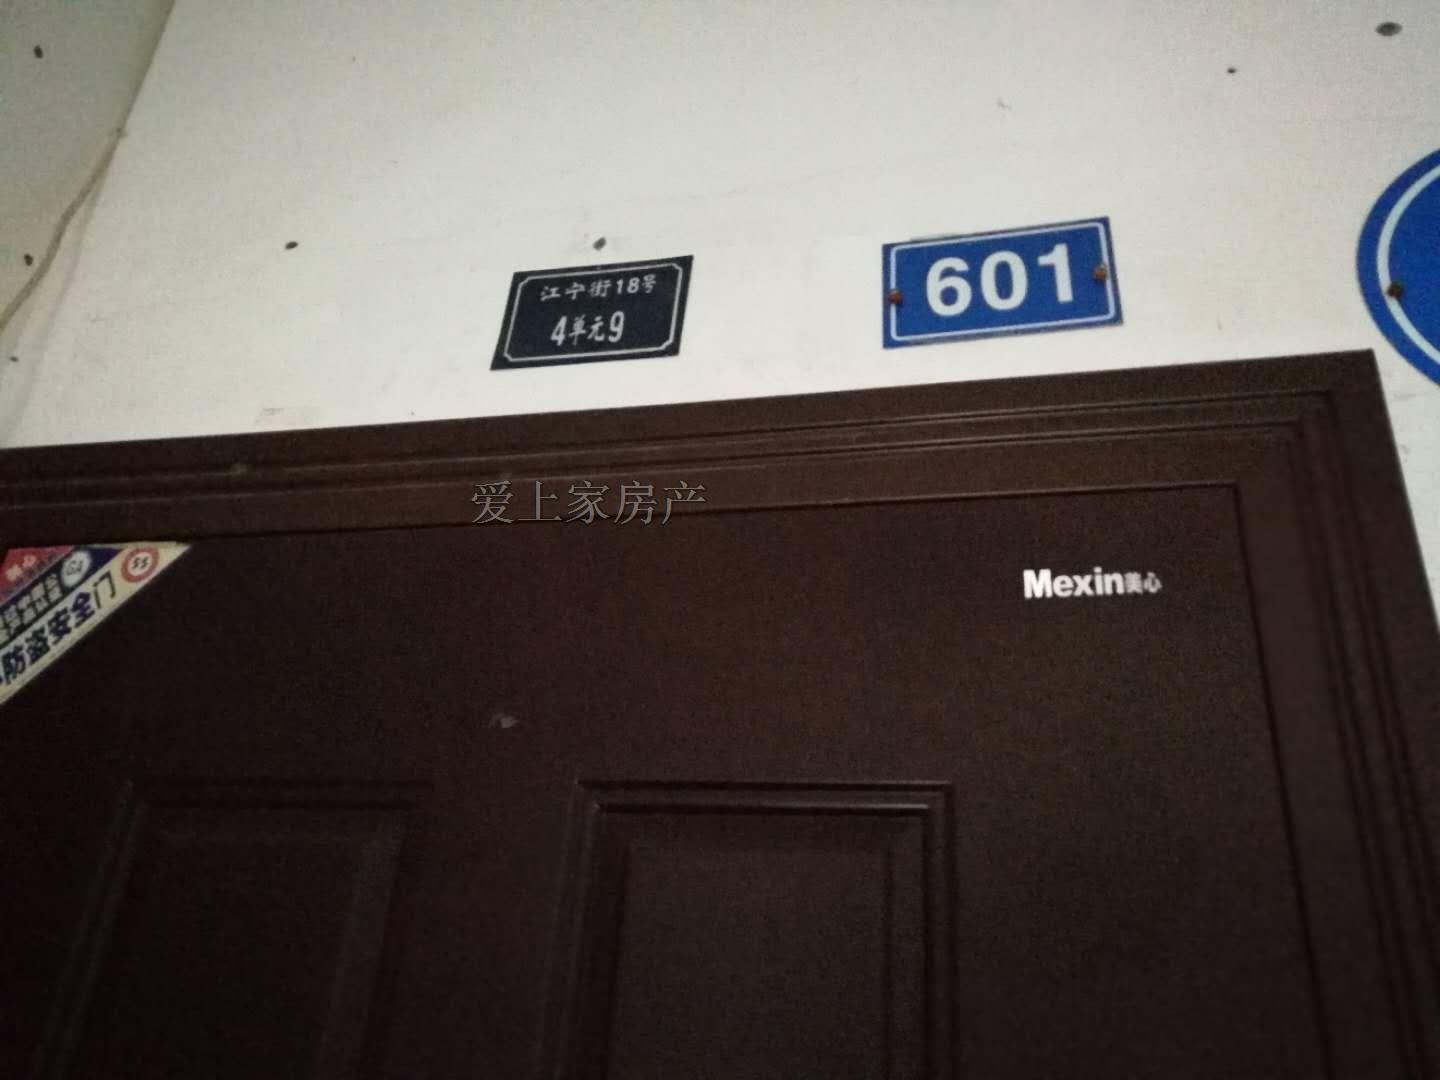 江宁街18号
4单元9
601
爱上家房产
Mexin美心
防盗安全门